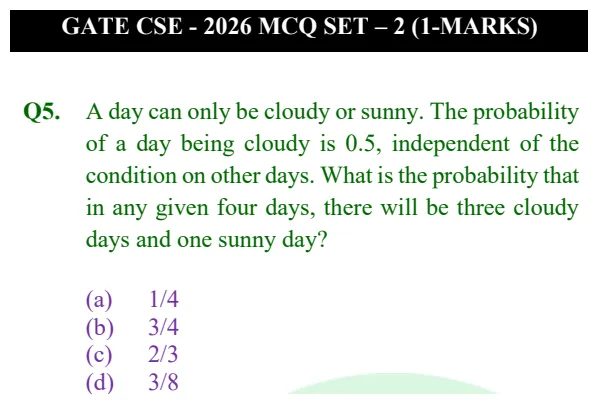 GATE CSE - 2026 MCQ SET – 2 (1-MARKS)
Q5. A day can only be cloudy or sunny. The probability
of a day being cloudy is 0.5, independent of the
condition on other days. What is the probability that
in any given four days, there will be three cloudy
days and one sunny day?
(a) 1/4
(b) 3/4
(c) 2/3
(d) 3/8